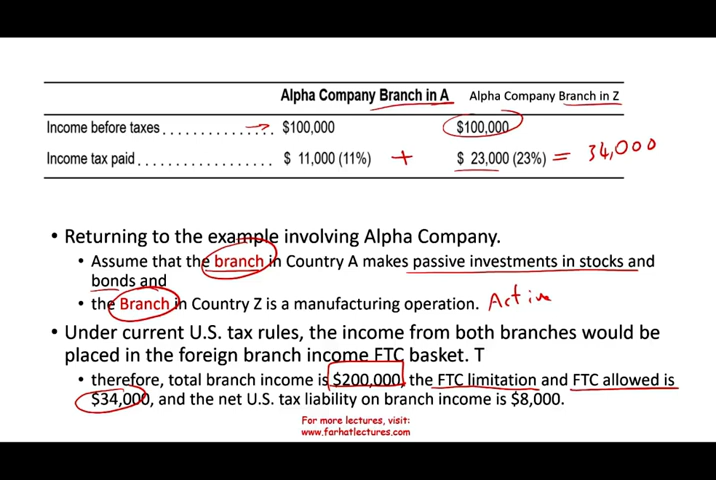 Alpha Company Branch in A Alpha Company Branch in Z
Income before taxes . . . . . . . . . . . . . . . $100,000 $100,000
Income tax paid . . . . . . . . . . . . . . . . . . . $ 11,000 (11%) + $ 23,000 (23%) = 34,000
• Returning to the example involving Alpha Company.
• Assume that the branch in Country A makes passive investments in stocks and
bonds and
• the Branch in Country Z is a manufacturing operation. Active
• Under current U.S. tax rules, the income from both branches would be
placed in the foreign branch income FTC basket. T
• therefore, total branch income is $200,000, the FTC limitation and FTC allowed is
$34,000, and the net U.S. tax liability on branch income is $8,000.
For more lectures, visit:
www.farhatlectures.com